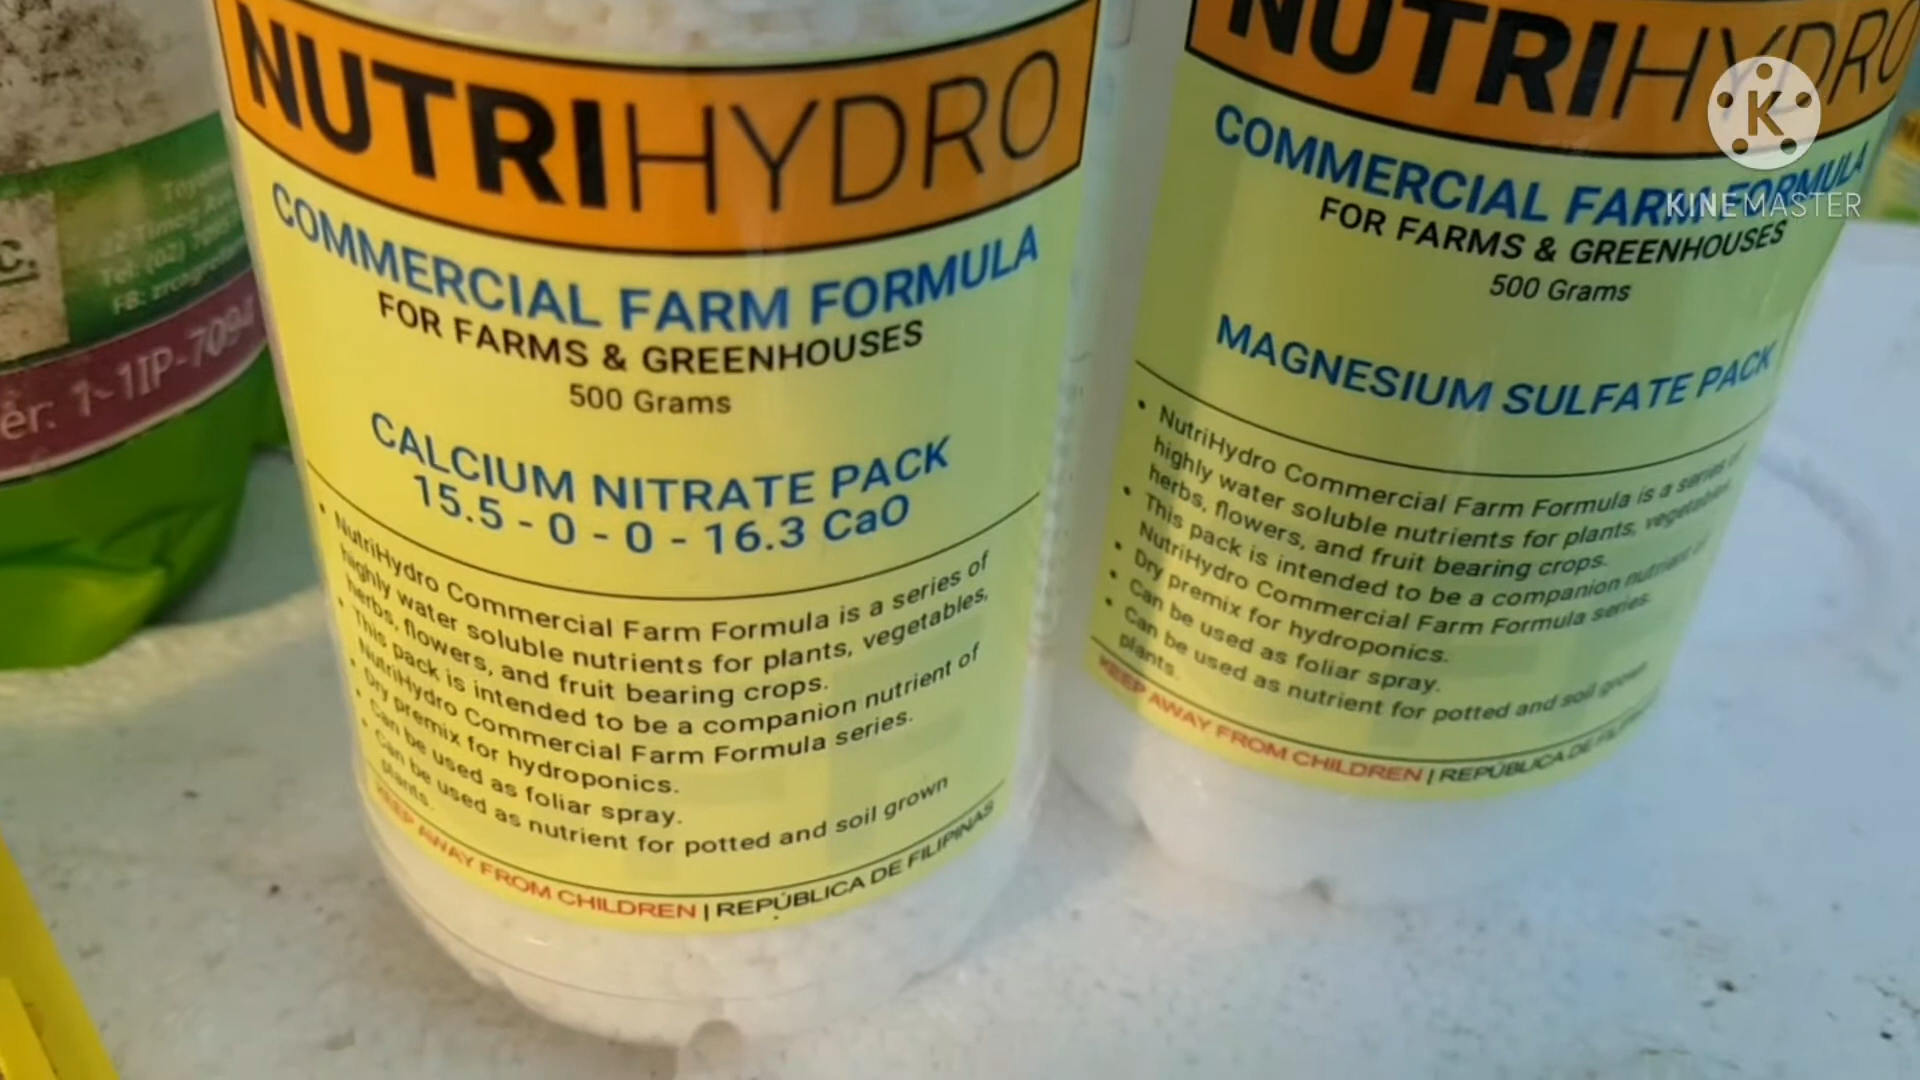 NUTRIHYDRO
COMMERCIAL FARM FORMULA
FOR FARMS & GREENHOUSES
500 Grams
CALCIUM NITRATE PACK
15.5 - 0 - 0 - 16.3 CaO
• NutriHydro Commercial Farm Formula is a series of
highly water soluble nutrients for plants, vegetables,
herbs, flowers, and fruit bearing crops.
• This pack is intended to be a companion nutrient of
NutriHydro Commercial Farm Formula series.
• Dry premix for hydroponics.
• Can be used as foliar spray.
• Can be used as nutrient for potted and soil grown
plants.
KEEP AWAY FROM CHILDREN | REPÚBLICA DE FILIPINAS
NUTRIHYDRO
COMMERCIAL FARM FORMULA
FOR FARMS & GREENHOUSES
500 Grams
MAGNESIUM SULFATE PACK
• NutriHydro Commercial Farm Formula is a series of
highly water soluble nutrients for plants, vegetables,
herbs, flowers, and fruit bearing crops.
• This pack is intended to be a companion nutrient of
NutriHydro Commercial Farm Formula series.
• Dry premix for hydroponics.
• Can be used as foliar spray.
• Can be used as nutrient for potted and soil grown
plants.
KEEP AWAY FROM CHILDREN | REPÚBLICA DE
K
KINEMASTER
c.
Tel: (02)
FB:
er: 1-1IP-7094